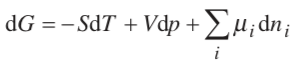 dG = −SdT + Vdp + ∑ μᵢdnᵢ
i